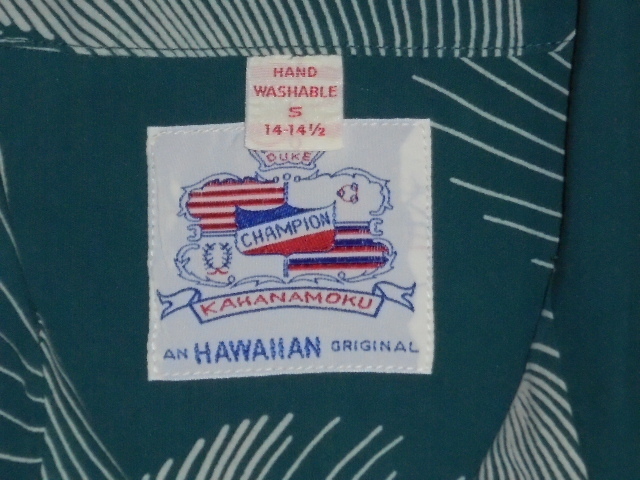 HAND
WASHABLE
S
14-14½
DUKE
CHAMPION
KAHANAMOKU
AN HAWAIIAN ORIGINAL